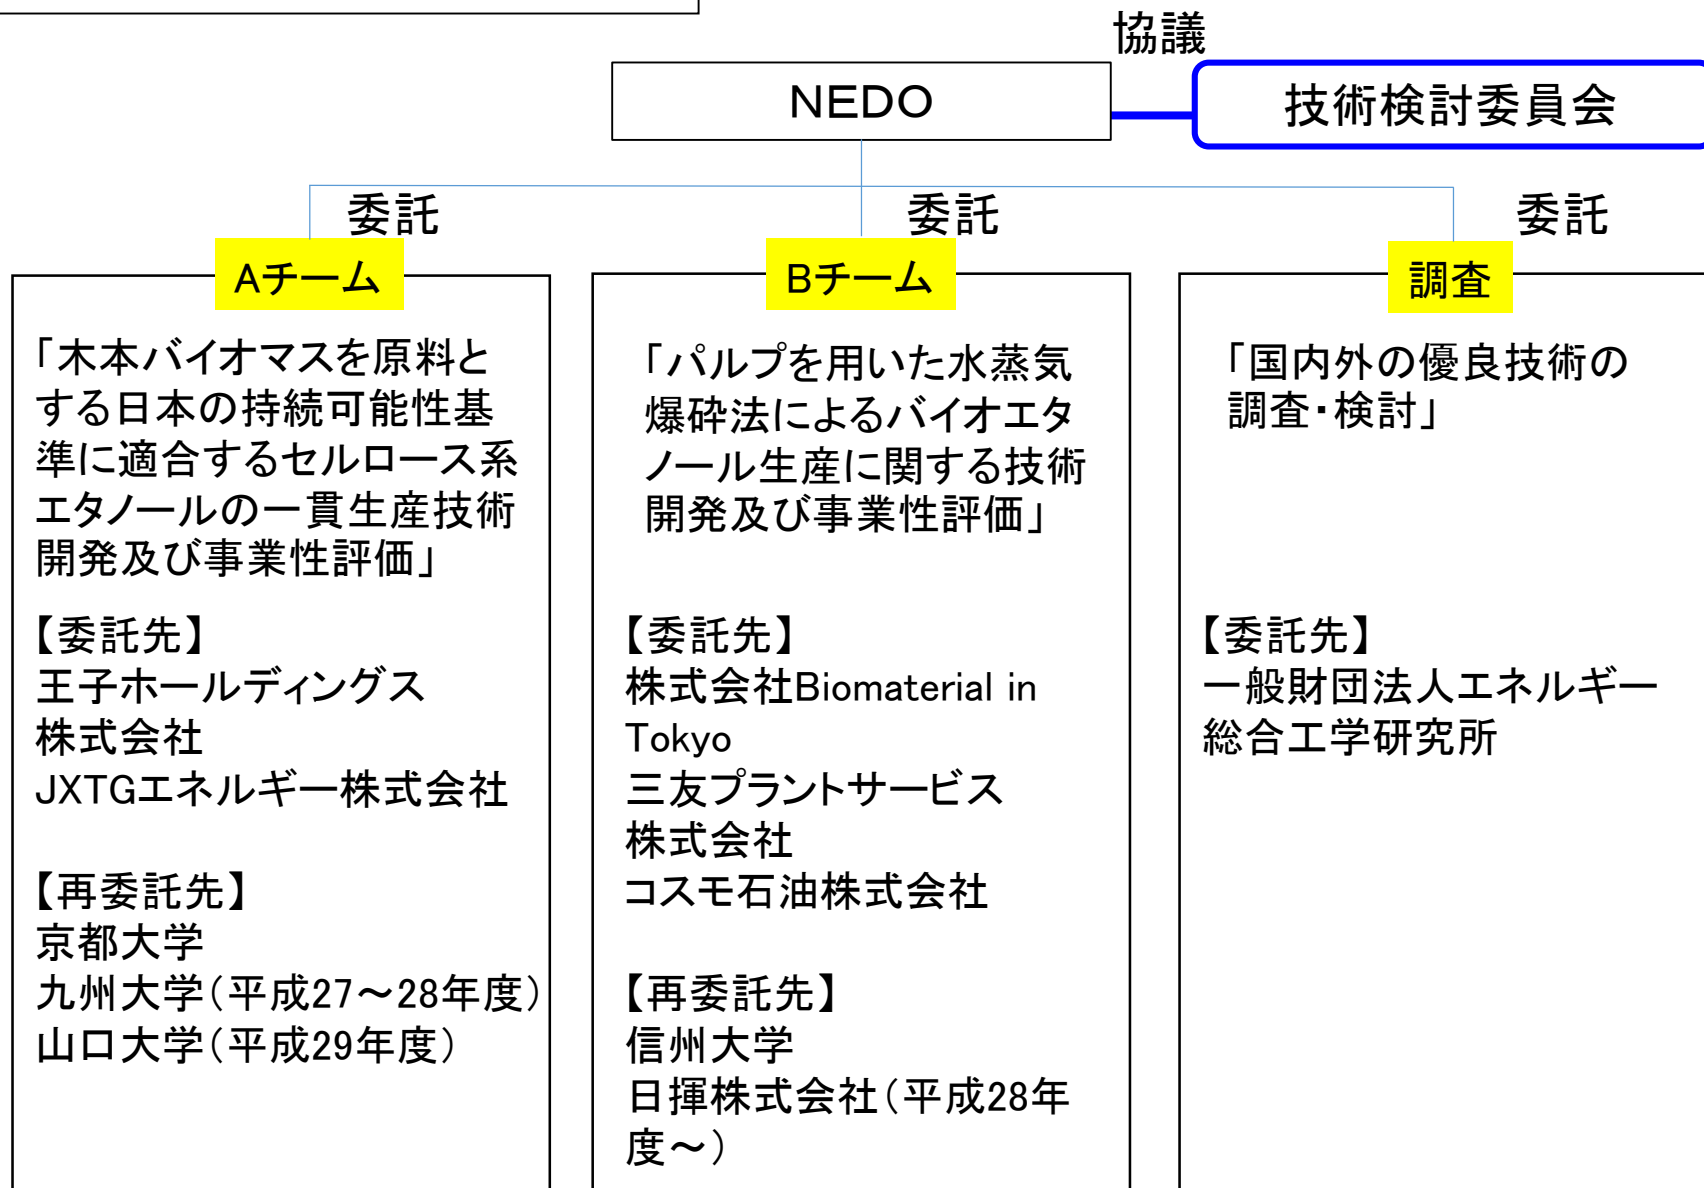 協議
NEDO
技術検討委員会
委託
委託
委託
Aチーム
「木本バイオマスを原料と
する日本の持続可能性基
準に適合するセルロース系
エタノールの一貫生産技術
開発及び事業性評価」
【委託先】
王子ホールディングス
株式会社
JXTGエネルギー株式会社
【再委託先】
京都大学
九州大学(平成27～28年度)
山口大学(平成29年度)
Bチーム
「パルプを用いた水蒸気
爆砕法によるバイオエタ
ノール生産に関する技術
開発及び事業性評価」
【委託先】
株式会社Biomaterial in
Tokyo
三友プラントサービス
株式会社
コスモ石油株式会社
【再委託先】
信州大学
日揮株式会社(平成28年
度～)
調査
「国内外の優良技術の
調査・検討」
【委託先】
一般財団法人エネルギー
総合工学研究所